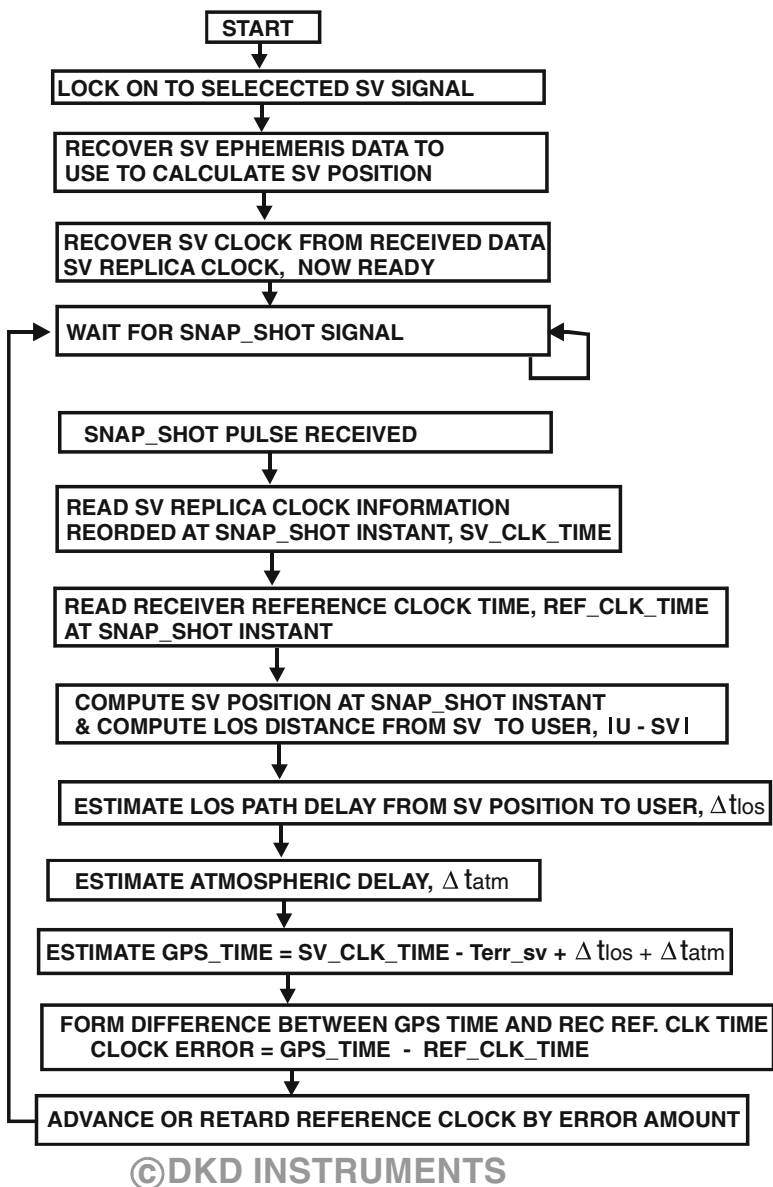 START
LOCK ON TO SELECECTED SV SIGNAL
RECOVER SV EPHEMERIS DATA TO
USE TO CALCULATE SV POSITION
RECOVER SV CLOCK FROM RECEIVED DATA
SV REPLICA CLOCK, NOW READY
WAIT FOR SNAP_SHOT SIGNAL
SNAP_SHOT PULSE RECEIVED
READ SV REPLICA CLOCK INFORMATION
REORDED AT SNAP_SHOT INSTANT, SV_CLK_TIME
READ RECEIVER REFERENCE CLOCK TIME, REF_CLK_TIME
AT SNAP_SHOT INSTANT
COMPUTE SV POSITION AT SNAP_SHOT INSTANT
& COMPUTE LOS DISTANCE FROM SV TO USER, |U - SV|
ESTIMATE LOS PATH DELAY FROM SV POSITION TO USER, Δtlos
ESTIMATE ATMOSPHERIC DELAY, Δtatm
ESTIMATE GPS_TIME = SV_CLK_TIME - Terr_sv + Δtlos + Δtatm
FORM DIFFERENCE BETWEEN GPS TIME AND REC REF. CLK TIME
CLOCK ERROR = GPS_TIME - REF_CLK_TIME
ADVANCE OR RETARD REFERENCE CLOCK BY ERROR AMOUNT
©DKD INSTRUMENTS